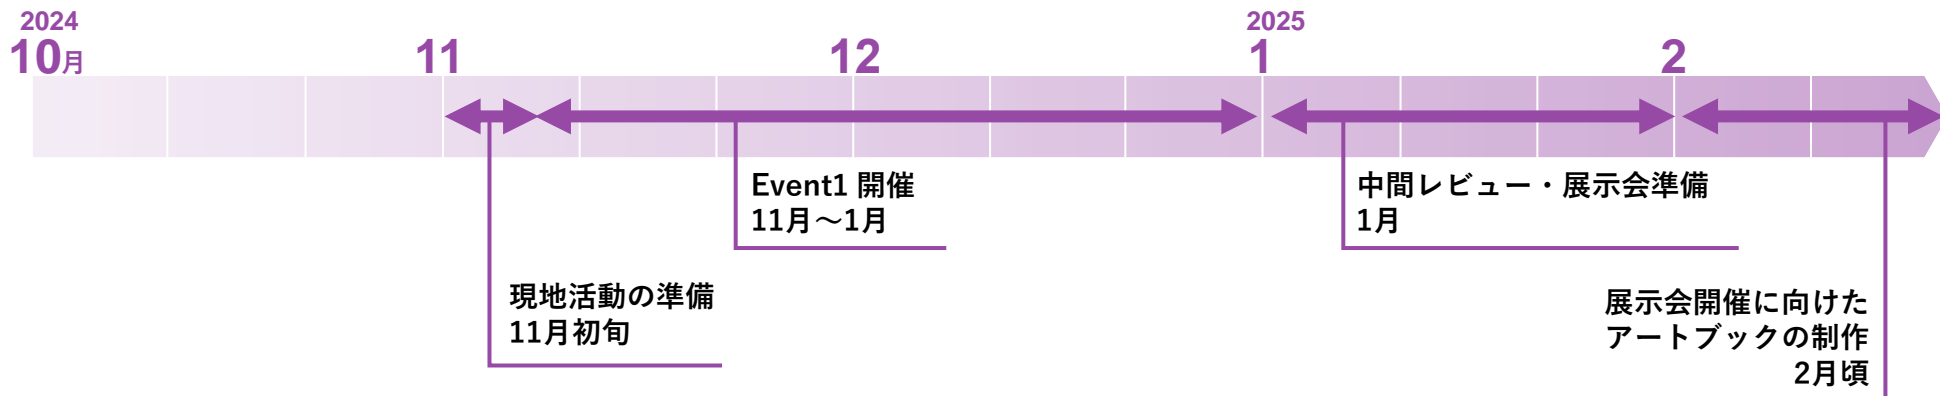 2024
10月
11
12
2025
1
2
Event1 開催
11月〜1月
中間レビュー・展示会準備
1月
現地活動の準備
11月初旬
展示会開催に向けた
アートブックの制作
2月頃